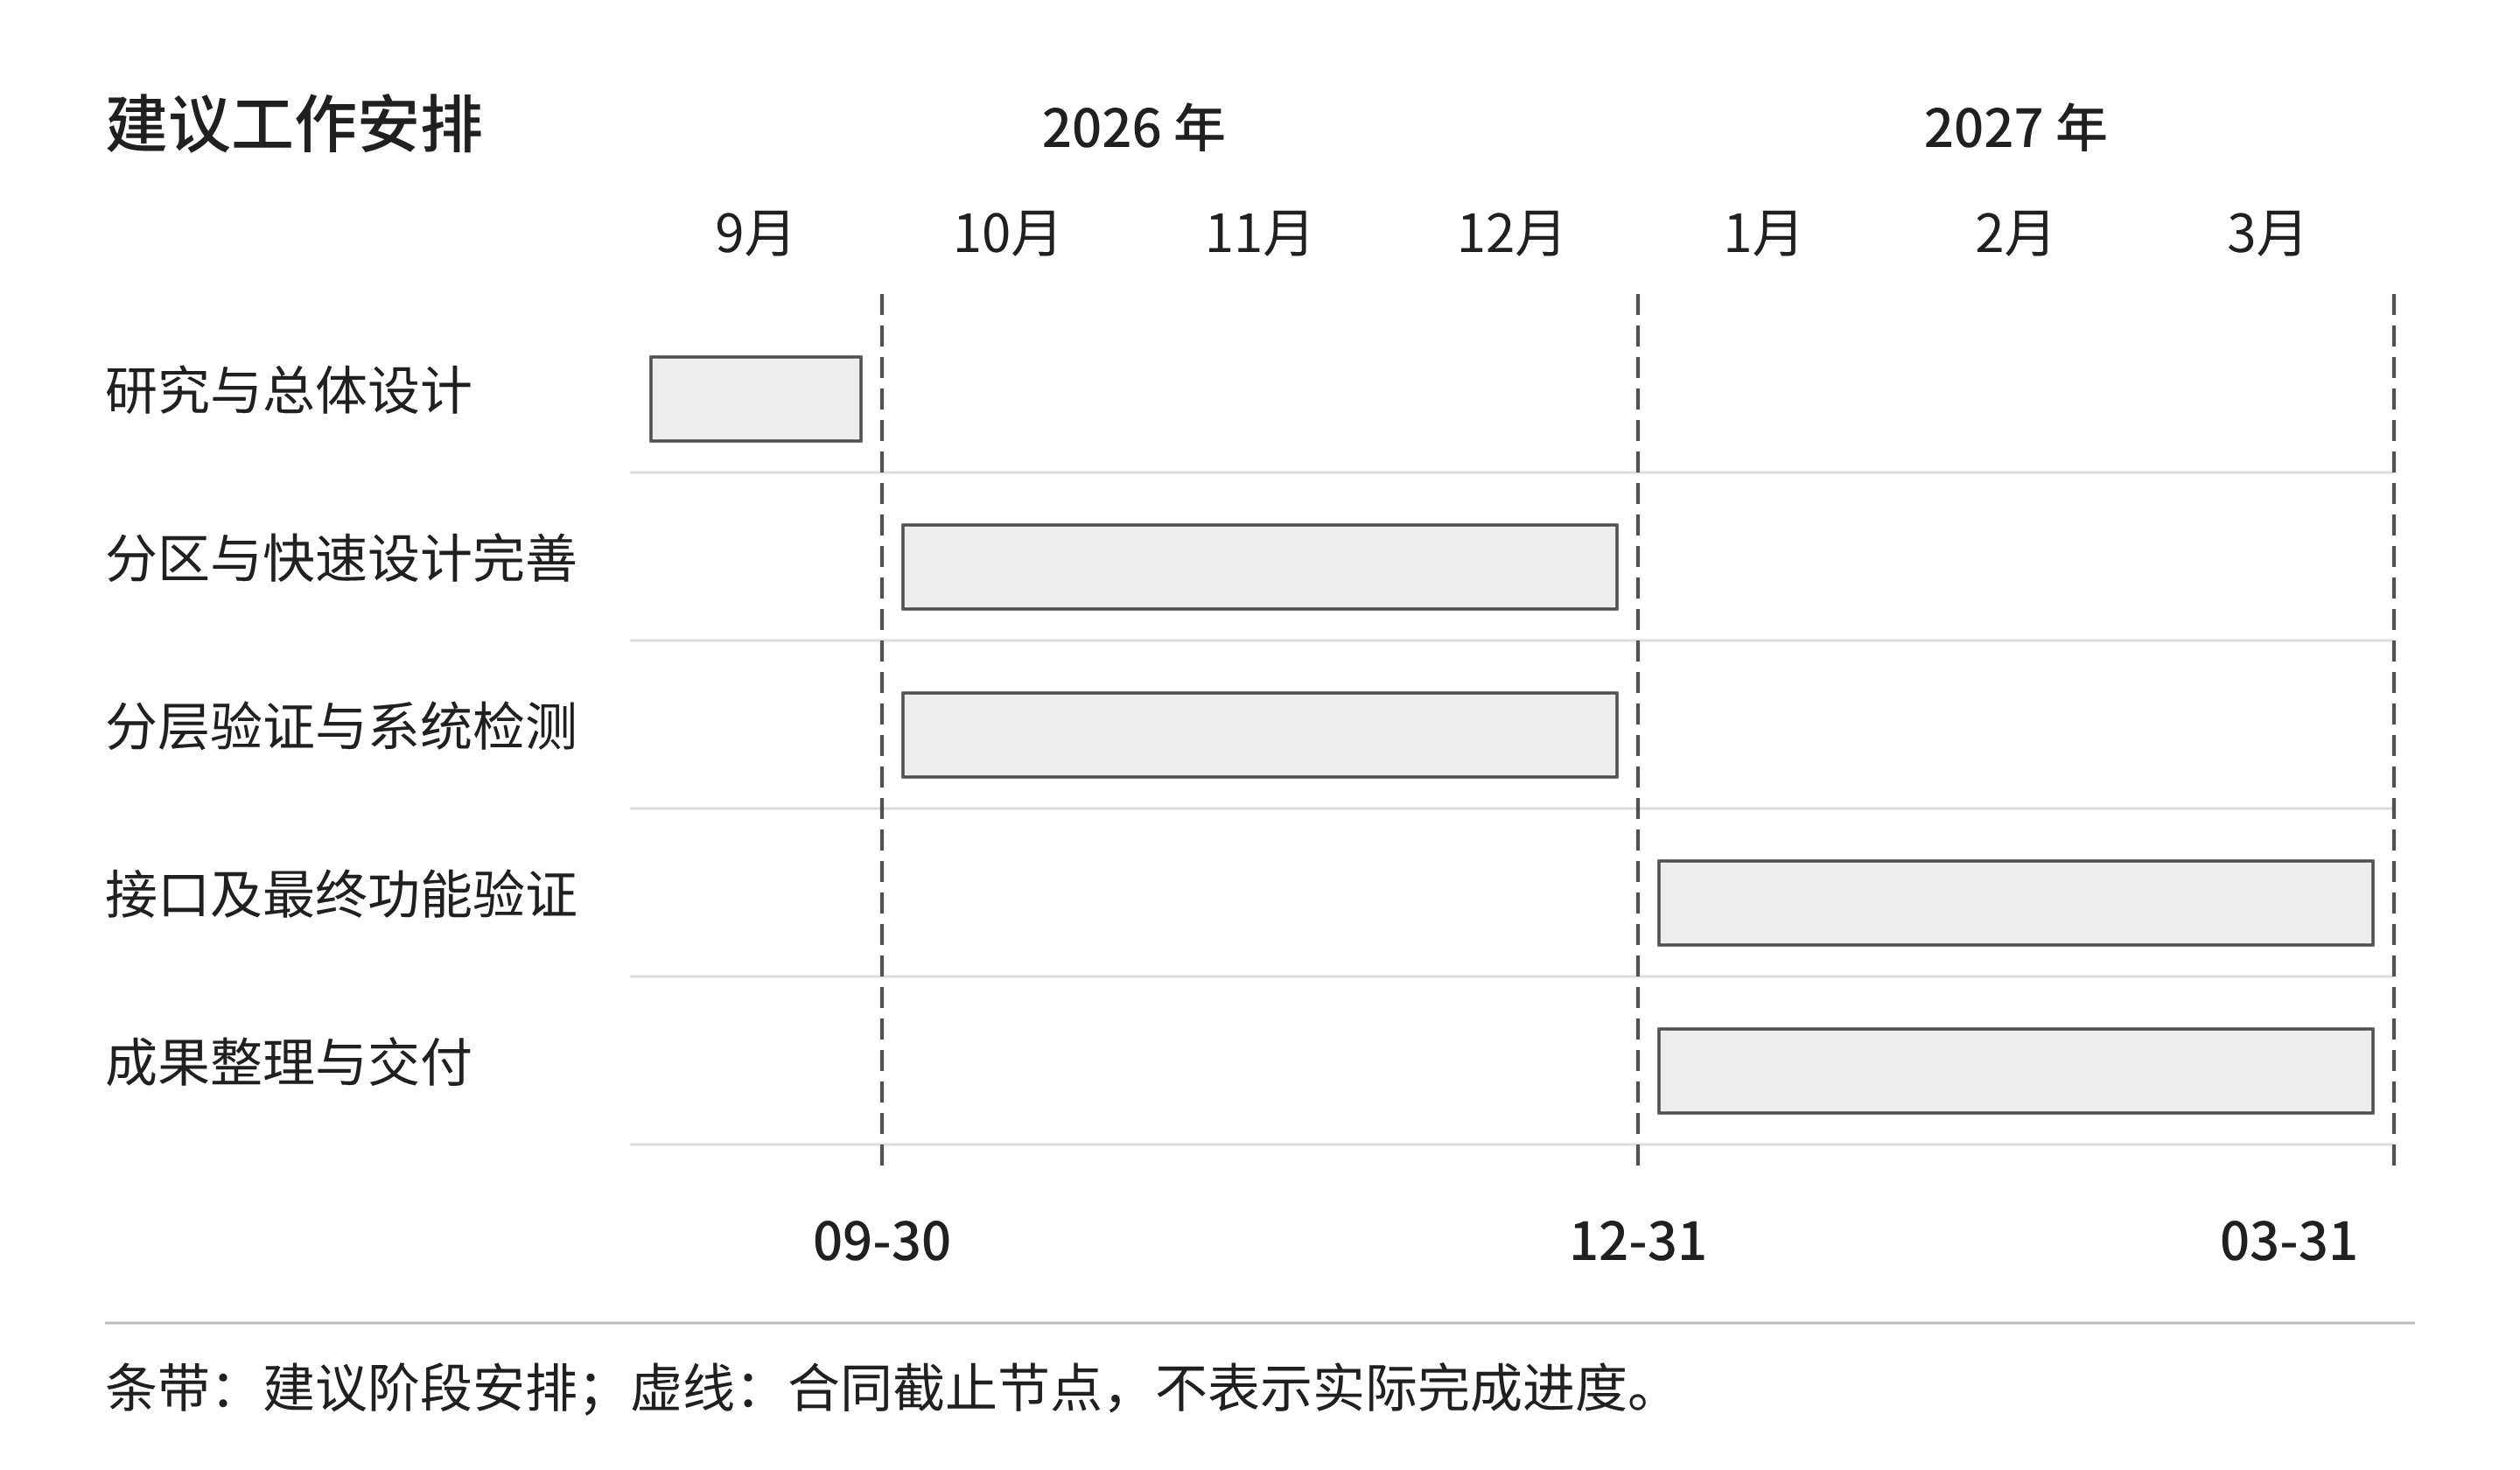 建议工作安排
2026 年
2027 年
9月 10月 11月 12月 1月 2月 3月
研究与总体设计
分区与快速设计完善
分层验证与系统检测
接口及最终功能验证
成果整理与交付
09-30 12-31 03-31
条带：建议阶段安排；虚线：合同截止节点，不表示实际完成进度。